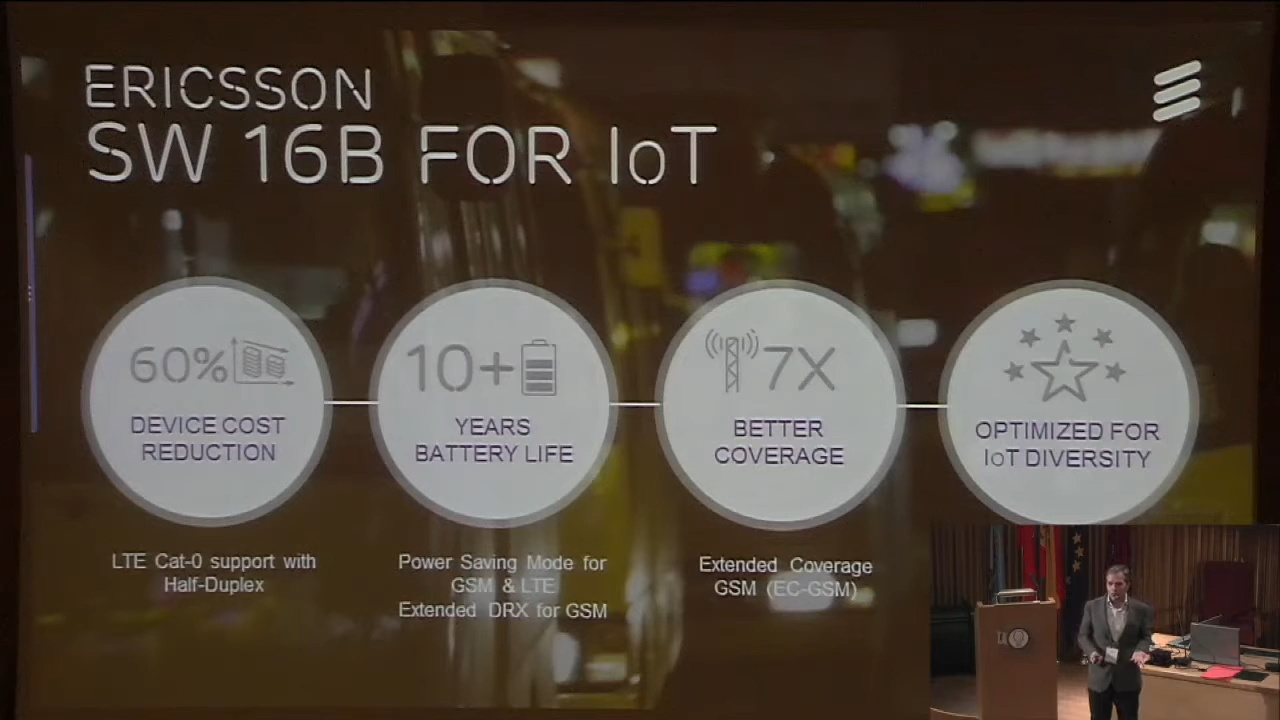 ERICSSON
SW 16B FOR IoT
60%
DEVICE COST
REDUCTION
LTE Cat-0 support with
Half-Duplex
10+
YEARS
BATTERY LIFE
Power Saving Mode for
GSM & LTE
Extended DRX for GSM
7X
BETTER
COVERAGE
Extended Coverage
GSM (EC-GSM)
OPTIMIZED FOR
IoT DIVERSITY